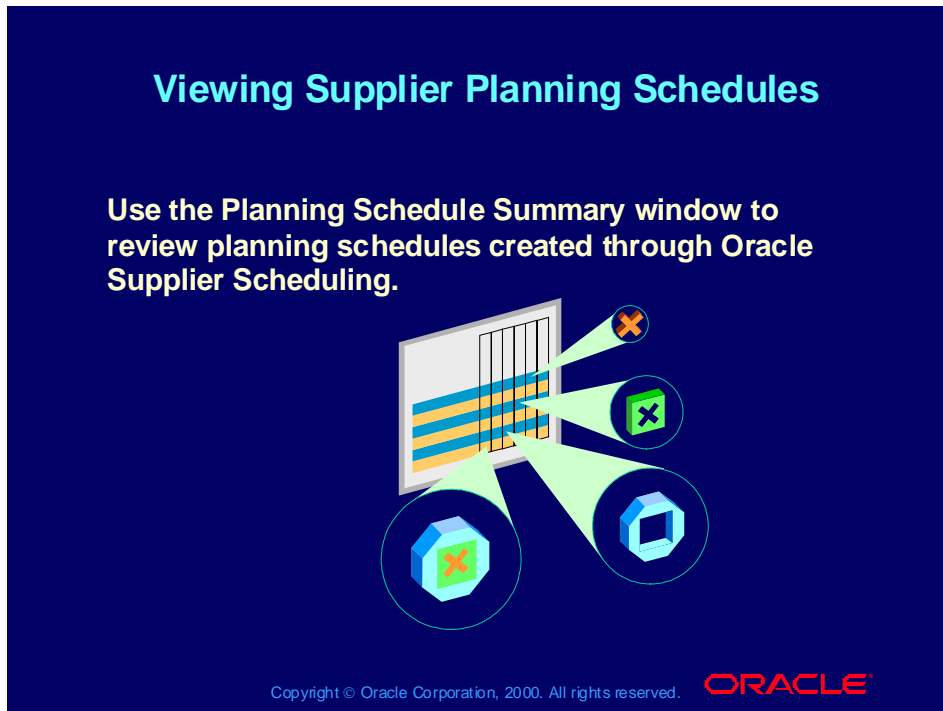 Viewing Supplier Planning Schedules
Use the Planning Schedule Summary window to
review planning schedules created through Oracle
Supplier Scheduling.
Copyright © Oracle Corporation, 2000. All rights reserved.
ORACLE®